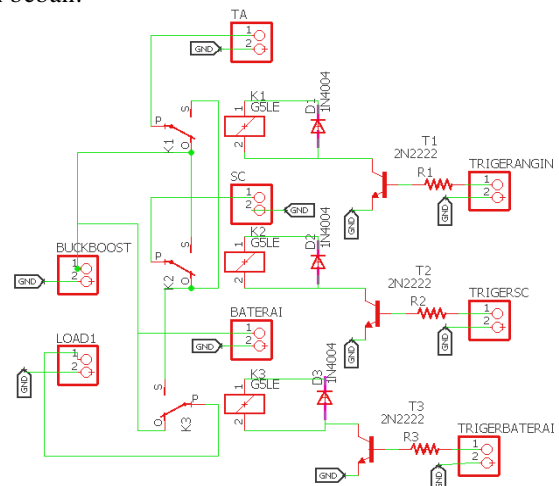 n beban.
TA
1
2
GND
S
P
O
K1
K1
G5LE
1
2
D1
1N4004
T1
2N2222
R1
TRIGERANGIN
1
2
GND
GND
SC
1
2
GND
S
P
O
K2
K2
G5LE
1
2
D2
1N4004
T2
2N2222
R2
TRIGERSC
1
2
GND
GND
BUCKBOOST
1
2
GND
BATERAI
1
2
GND
LOAD1
1
2
GND
S
P
O
K3
K3
G5LE
1
2
D3
1N4004
T3
2N2222
R3
TRIGERBATERAI
1
2
GND
GND